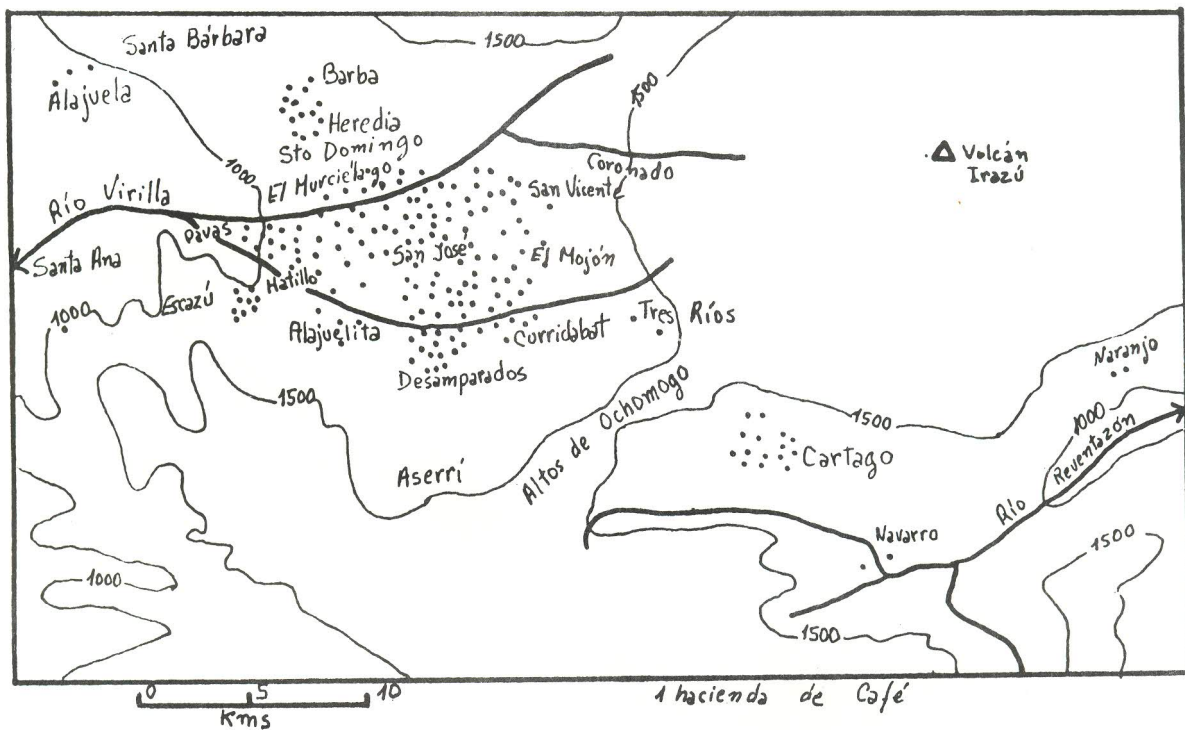 Santa Bárbara
1500
Barba
Alajuela
1500
Heredia
Sto Domingo
1000
El Murciélago
Coronado
Volcán
Irazú
San Vicente
Río Virilla
Pavas
San José
El Mojón
Santa Ana
Hatillo
Escazú
1000
Alajuelita
Curridabat
Tres Ríos
Naranjo
Desamparados
1500
1500
1000
Altos de Ochomogo
Cartago
Río Reventazón
Aserrí
Navarro
1500
1000
1500
0 5 10
Kms
1 hacienda de Café